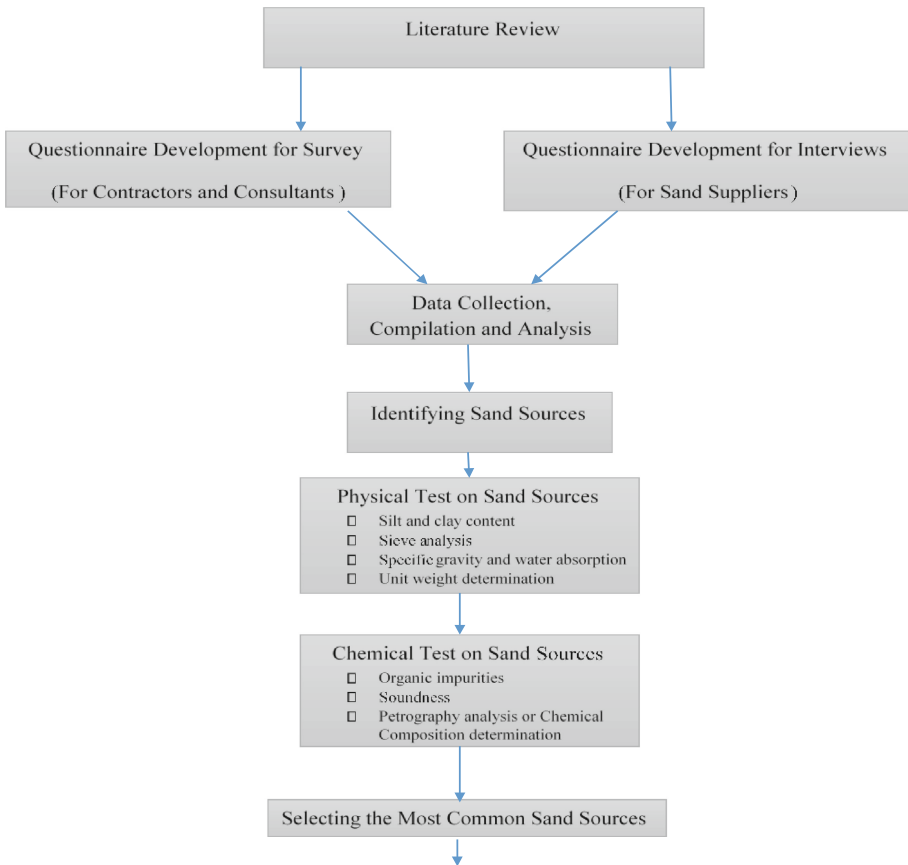 Literature Review
Questionnaire Development for Survey
(For Contractors and Consultants )
Questionnaire Development for Interviews
(For Sand Suppliers )
Data Collection,
Compilation and Analysis
Identifying Sand Sources
Physical Test on Sand Sources
Silt and clay content
Sieve analysis
Specific gravity and water absorption
Unit weight determination
Chemical Test on Sand Sources
Organic impurities
Soundness
Petrography analysis or Chemical
Composition determination
Selecting the Most Common Sand Sources